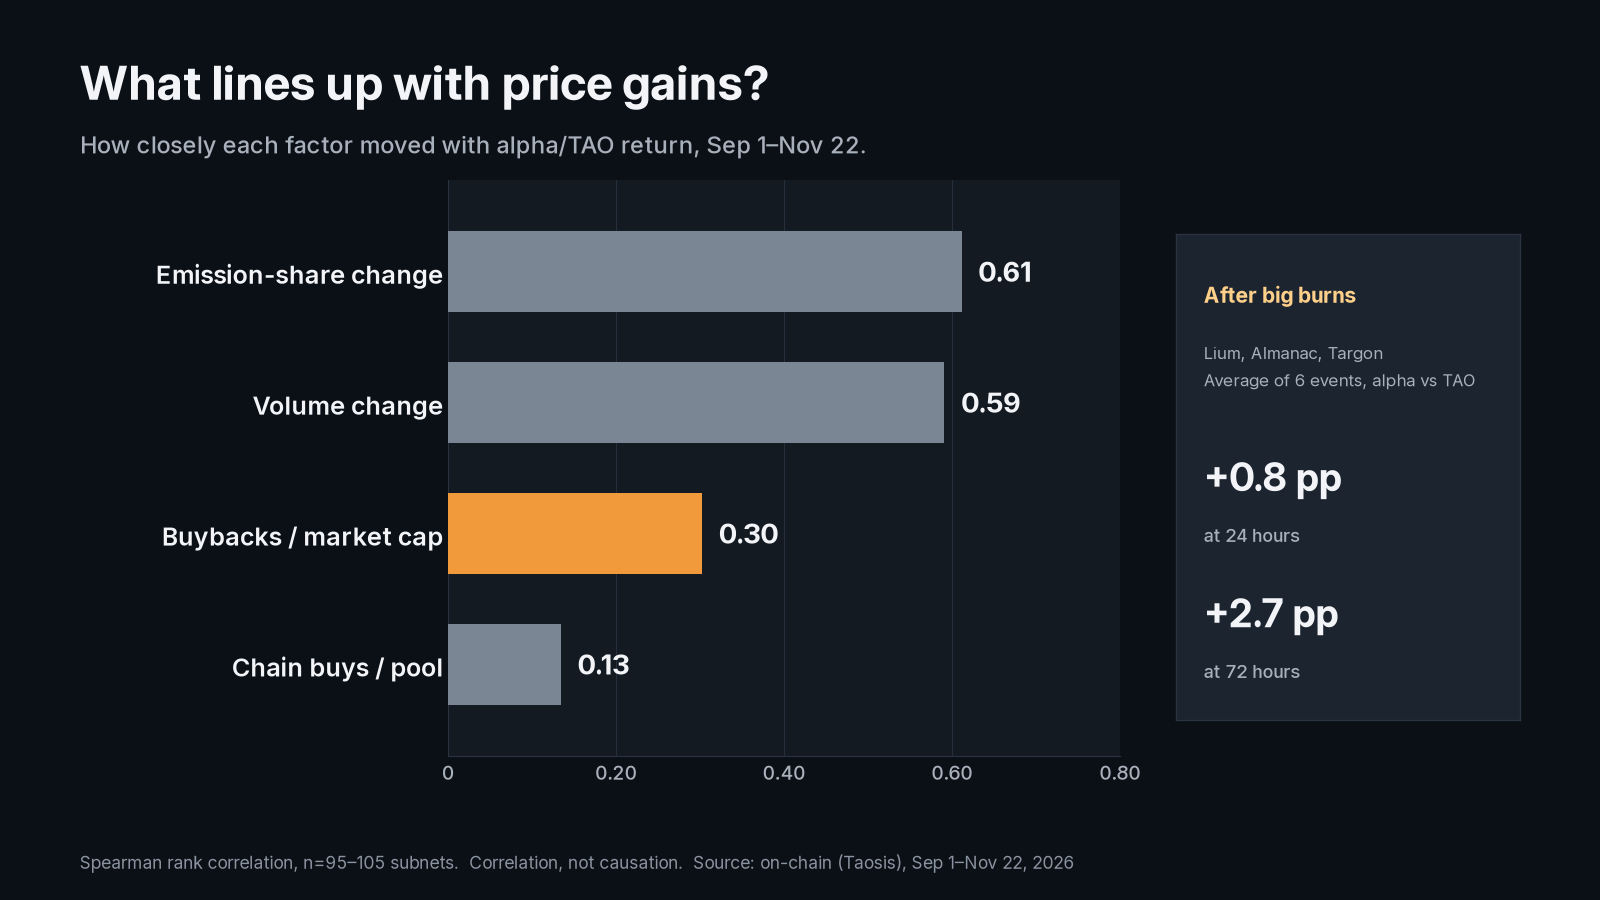 What lines up with price gains?
How closely each factor moved with alpha/TAO return, Sep 1–Nov 22.
Emission-share change
0.61
Volume change
0.59
Buybacks / market cap
0.30
Chain buys / pool
0.13
0
0.20
0.40
0.60
0.80
After big burns
Lium, Almanac, Targon
Average of 6 events, alpha vs TAO
+0.8 pp
at 24 hours
+2.7 pp
at 72 hours
Spearman rank correlation, n=95–105 subnets. Correlation, not causation. Source: on-chain (Taosis), Sep 1–Nov 22, 2026